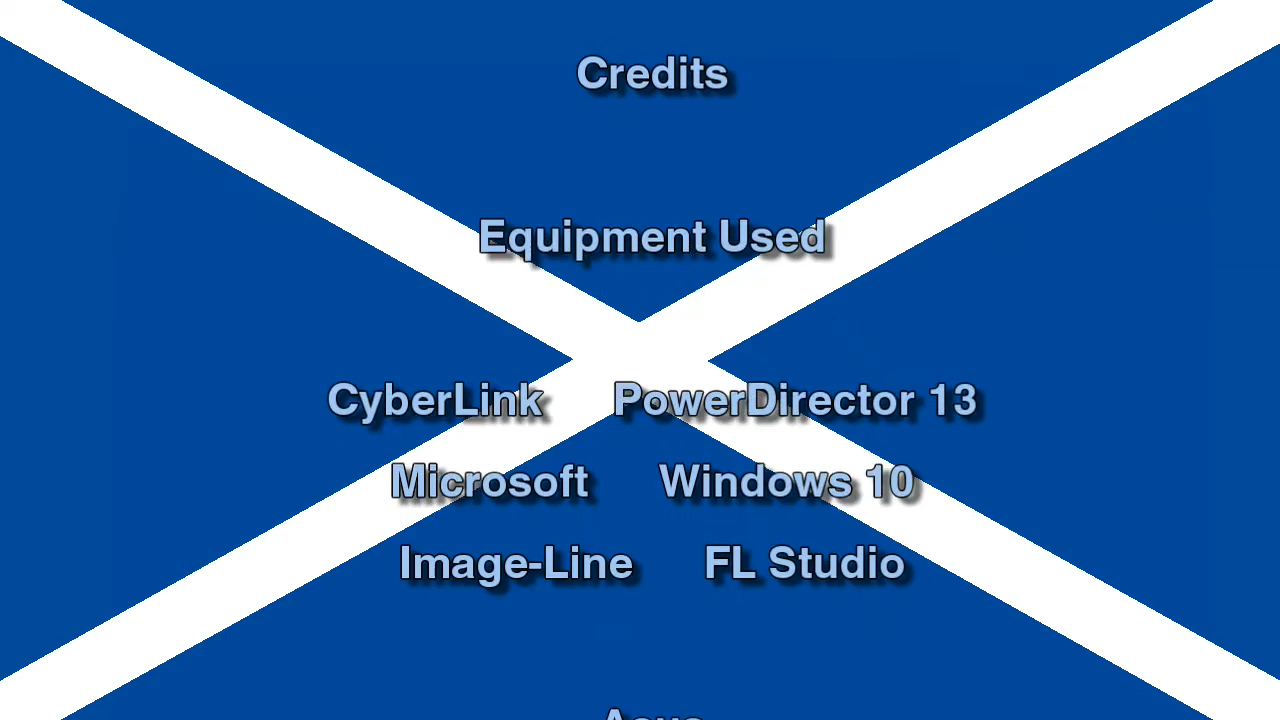 Credits
Equipment Used
CyberLink PowerDirector 13
Microsoft Windows 10
Image-Line FL Studio